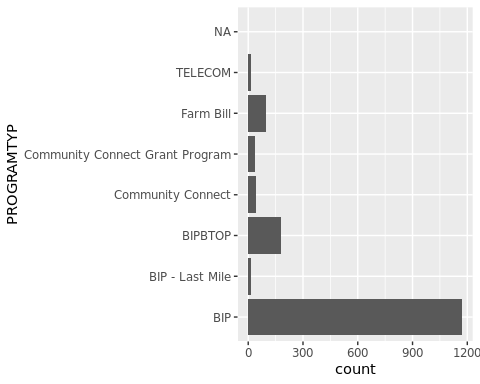 PROGRAMTYP
NA
TELECOM
Farm Bill
Community Connect Grant Program
Community Connect
BIPBTOP
BIP - Last Mile
BIP
0 300 600 900 1200
count